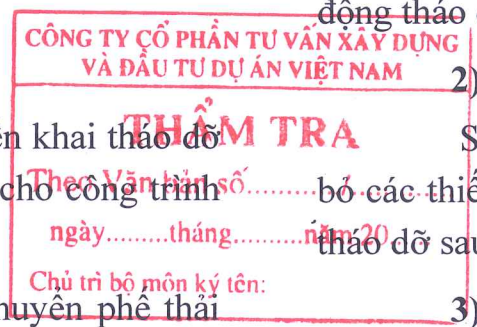 động tháo
CÔNG TY CỔ PHẦN TƯ VẤN XÂY DỰNG
VÀ ĐẦU TƯ DỰ ÁN VIỆT NAM
2)
THẨM TRA
khai tháo dỡ
S
Theo Văn bản số........../..........
cho công trình
bỏ các thiế
ngày.........tháng..........năm 20.....
tháo dỡ sau
Chủ trì bộ môn ký tên:
huyển phế thải
3)